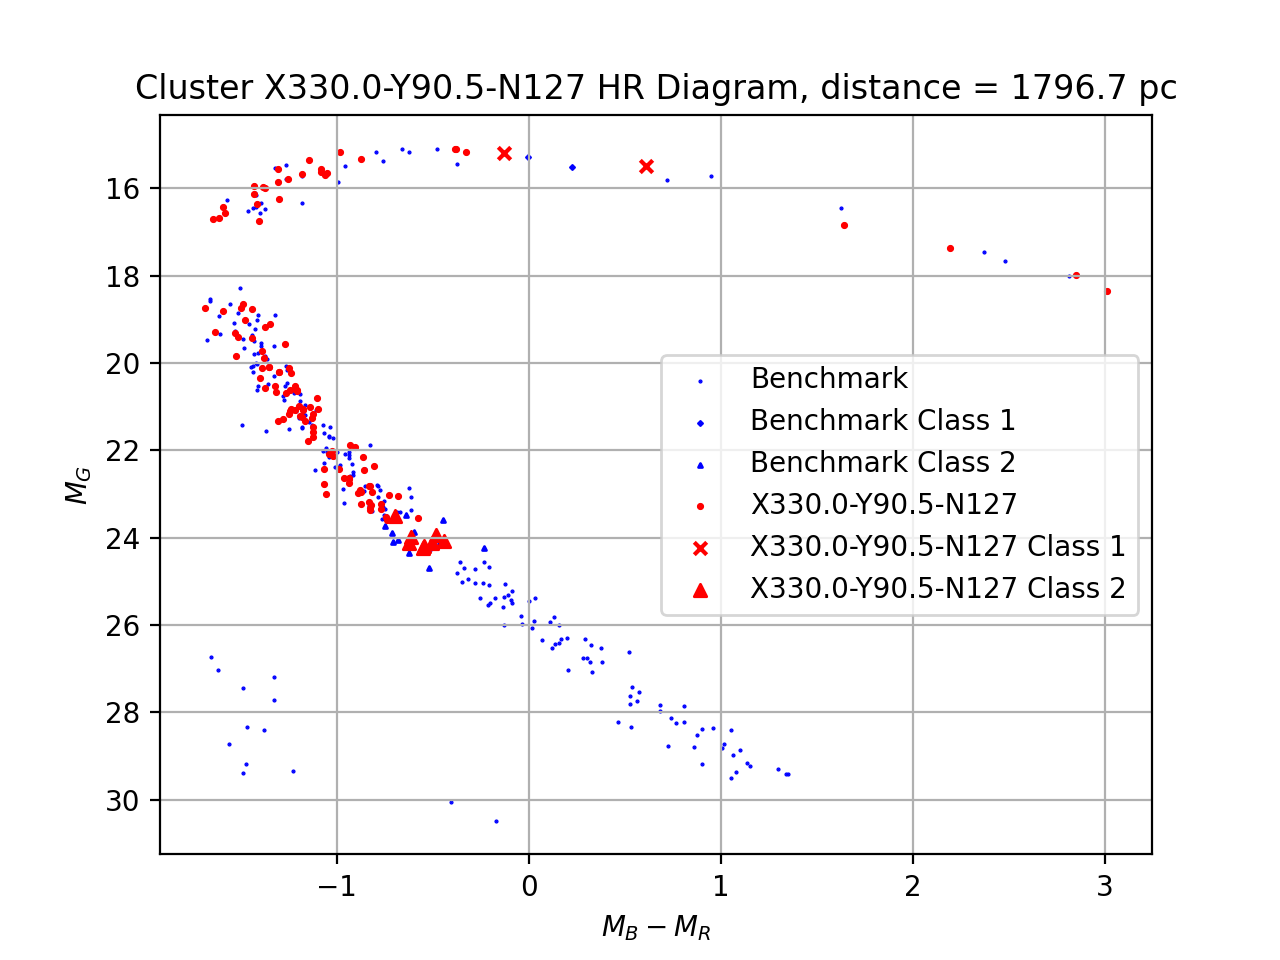 Cluster X330.0-Y90.5-N127 HR Diagram, distance = 1796.7 pc
16
18
20
22
24
26
28
30
M_G
Benchmark
Benchmark Class 1
Benchmark Class 2
X330.0-Y90.5-N127
X330.0-Y90.5-N127 Class 1
X330.0-Y90.5-N127 Class 2
−1 0 1 2 3
M_B − M_R